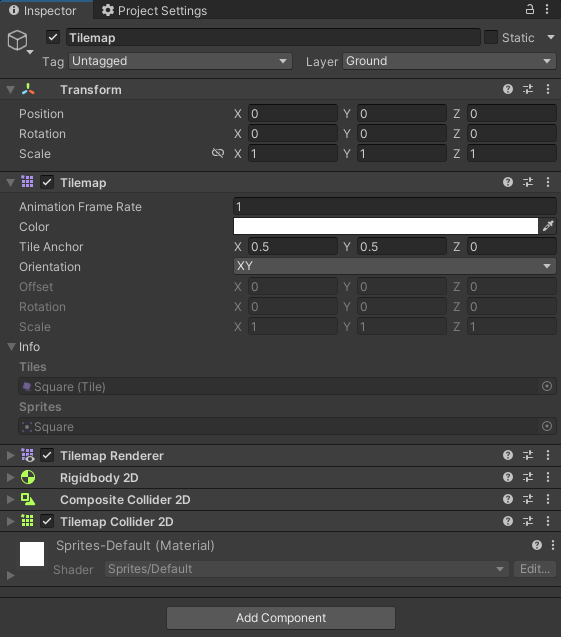 Inspector Project Settings
Tilemap Static
Tag Untagged Layer Ground
Transform
Position X 0 Y 0 Z 0
Rotation X 0 Y 0 Z 0
Scale X 1 Y 1 Z 1
Tilemap
Animation Frame Rate 1
Color
Tile Anchor X 0.5 Y 0.5 Z 0
Orientation XY
Offset X 0 Y 0 Z 0
Rotation X 0 Y 0 Z 0
Scale X 1 Y 1 Z 1
Info
Tiles
Square (Tile)
Sprites
Square
Tilemap Renderer
Rigidbody 2D
Composite Collider 2D
Tilemap Collider 2D
Sprites-Default (Material)
Shader Sprites/Default Edit...
Add Component